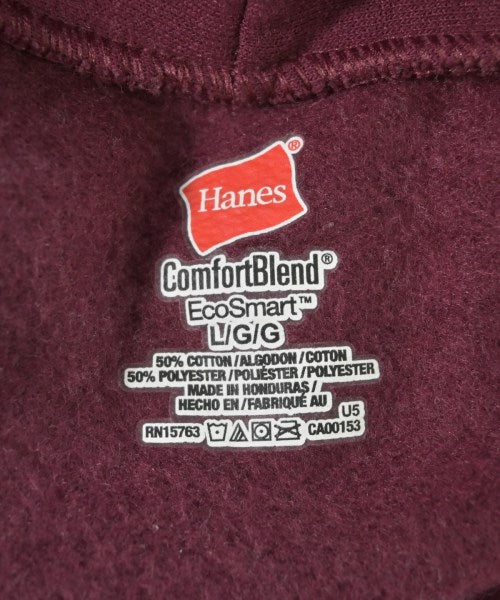 Hanes®
ComfortBlend®
EcoSmart™
L/G/G
50% COTTON/ALGODON/COTON
50% POLYESTER/POLIÉSTER/POLYESTER
MADE IN HONDURAS/
HECHO EN/FABRIQUÉ AU
U5
RN15763 CA00153